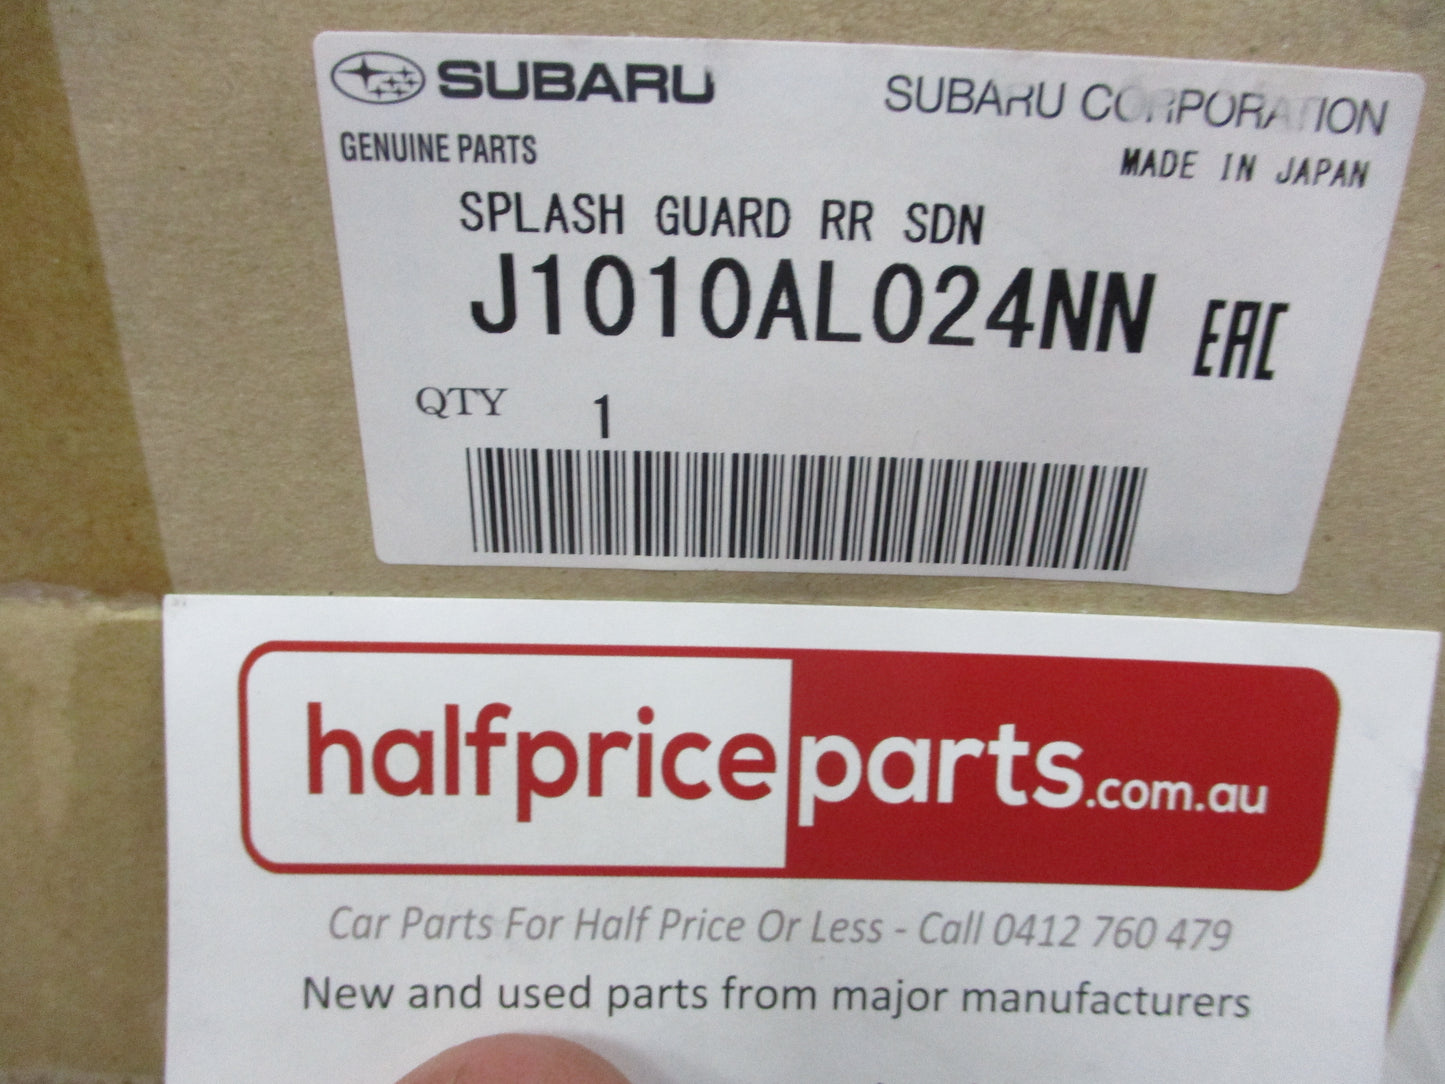 SUBARU
SUBARU CORPORATION
GENUINE PARTS
MADE IN JAPAN
SPLASH GUARD RR SDN
J1010AL024NN
EAC
QTY 1
halfpriceparts.com.au
Car Parts For Half Price Or Less - Call 0412 760 479
New and used parts from major manufacturers